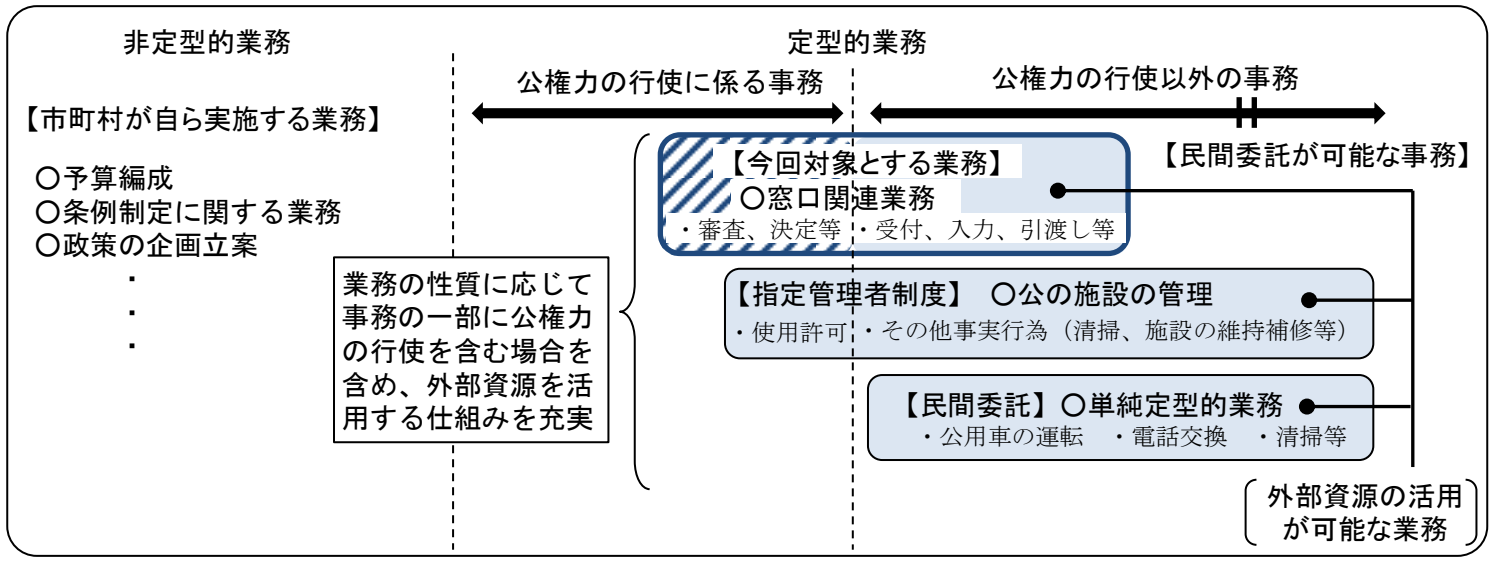 非定型的業務
定型的業務
公権力の行使に係る事務
公権力の行使以外の事務
【市町村が自ら実施する業務】
【民間委託が可能な事務】
○予算編成
○条例制定に関する業務
○政策の企画立案
・
・
・
業務の性質に応じて
事務の一部に公権力
の行使を含む場合を
含め、外部資源を活
用する仕組みを充実
【今回対象とする業務】
○窓口関連業務
・審査、決定等 ・受付、入力、引渡し等
【指定管理者制度】 ○公の施設の管理
・使用許可 ・その他事実行為（清掃、施設の維持補修等）
【民間委託】○単純定型的業務
・公用車の運転 ・電話交換 ・清掃等
外部資源の活用
が可能な業務